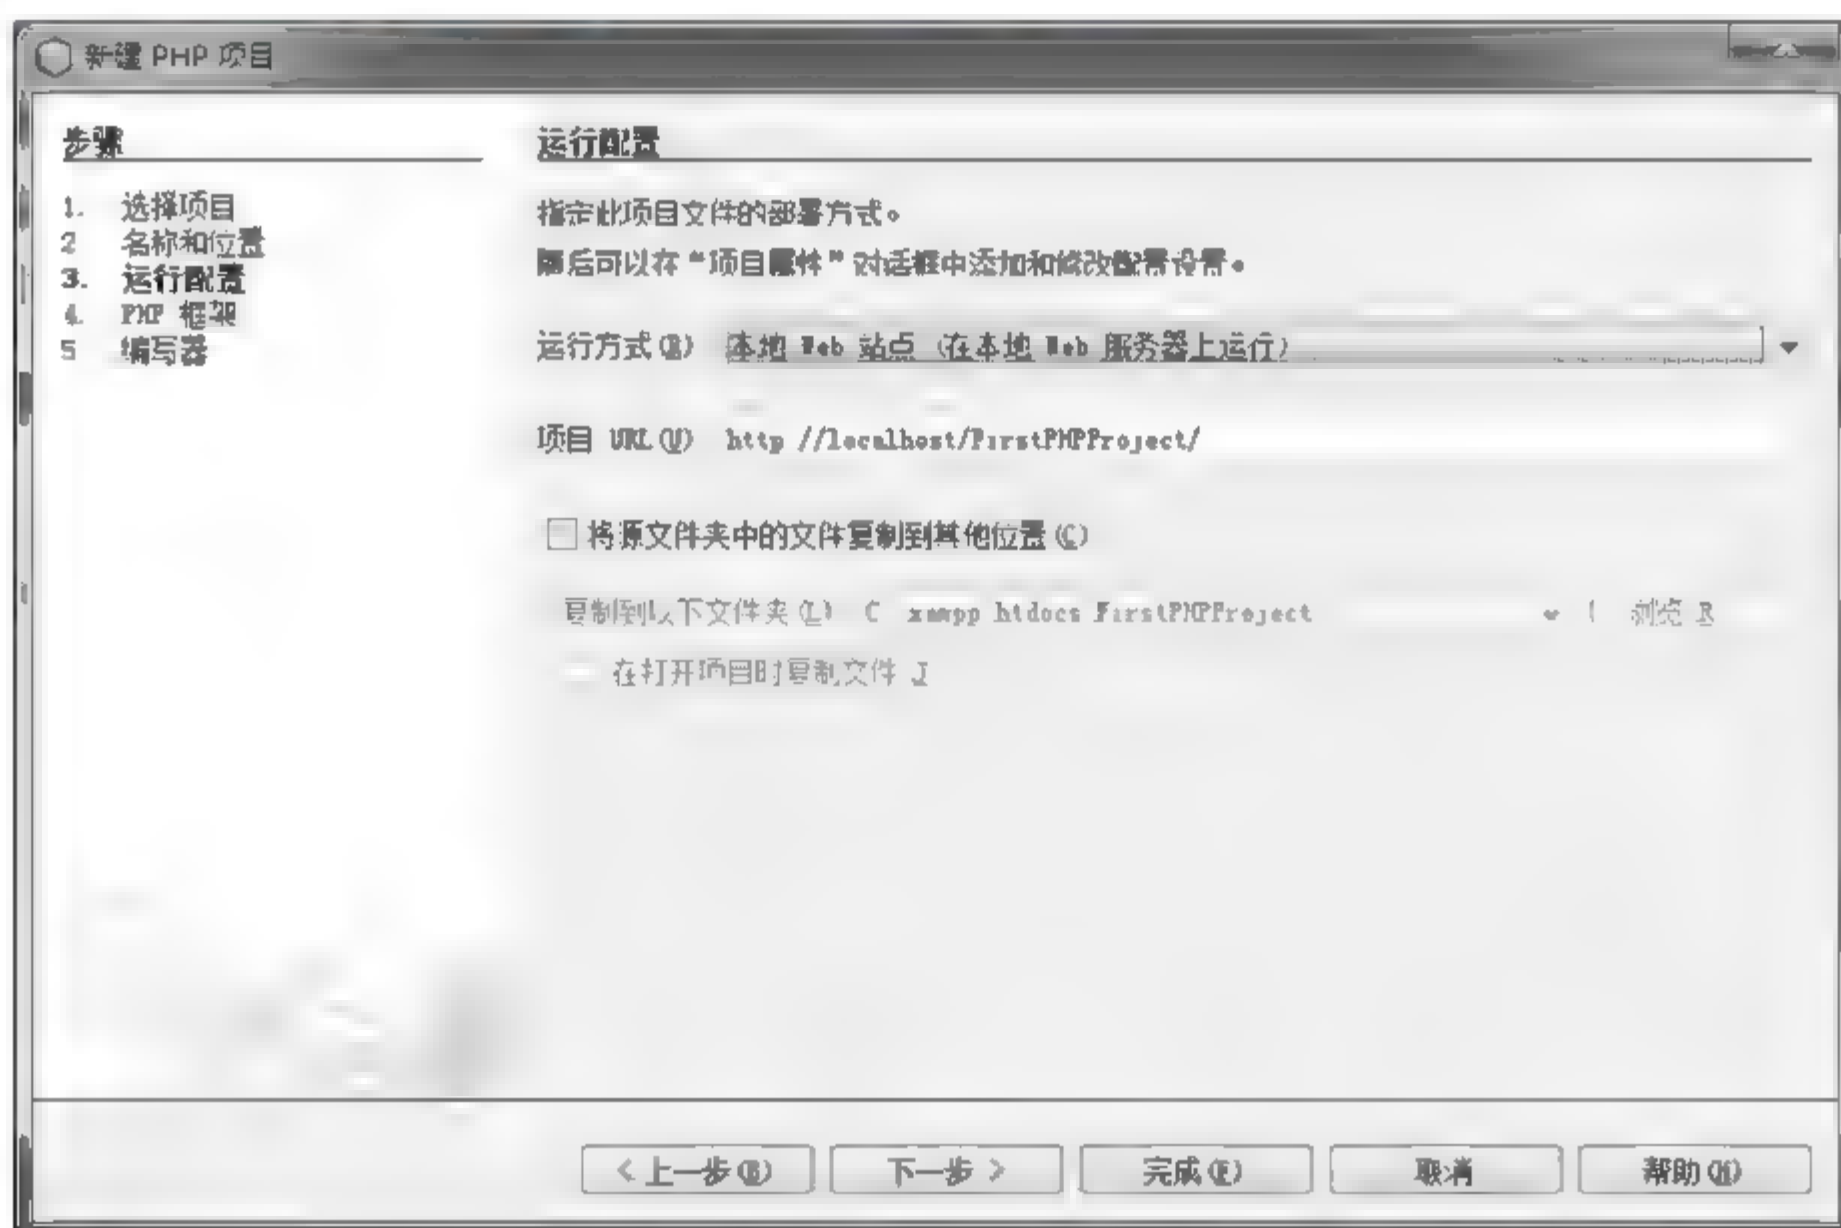 新建 PHP 项目
步骤
1. 选择项目
2 名称和位置
3. 运行配置
4. PHP 框架
5 编写器
运行配置
指定此项目文件的部署方式。
随后可以在“项目属性”对话框中添加和修改配置设置。
运行方式(R) 本地 Web 站点 (在本地 Web 服务器上运行)
项目 URL(U) http //localhost/FirstPHPProject/
将源文件夹中的文件复制到其他位置(C)
复制到以下文件夹(L) C xampp htdocs FirstPHPProject 浏览 R
在打开项目时复制文件 J
< 上一步(B) 下一步 > 完成(F) 取消 帮助(H)